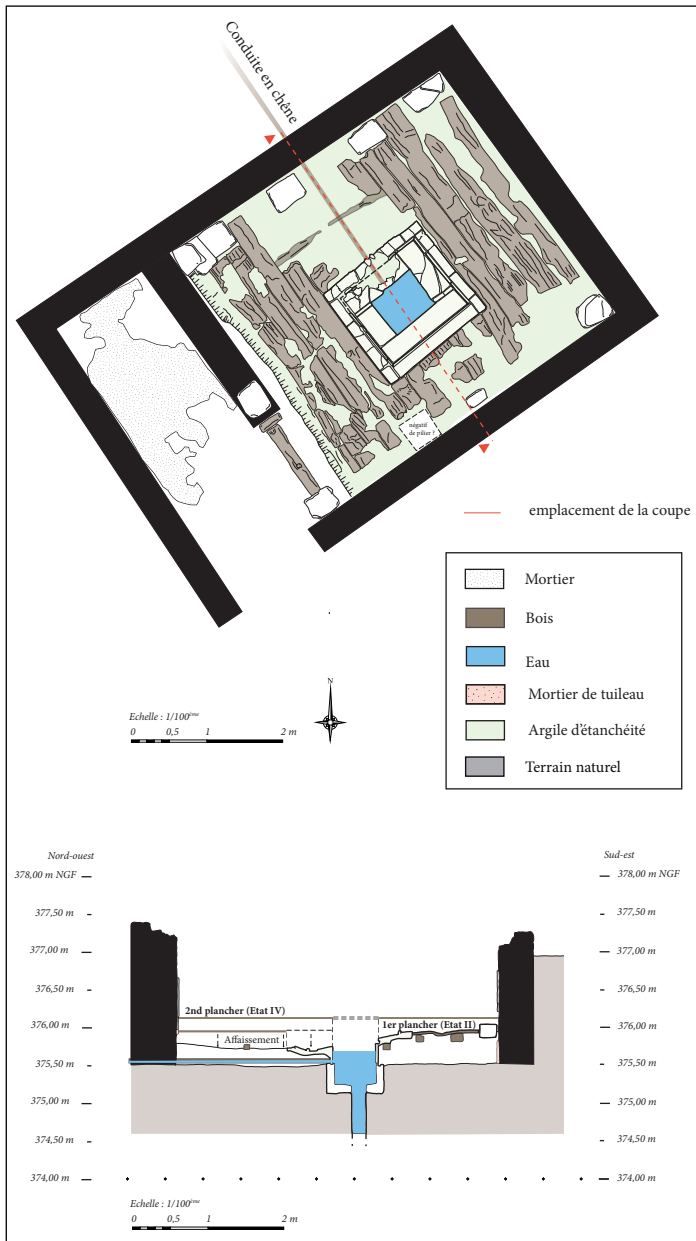 Conduite en chêne
négatif
de pilier ?
emplacement de la coupe
Mortier
Bois
Eau
Mortier de tuileau
Argile d'étanchéité
Terrain naturel
N
Echelle : 1/100ème
0 0,5 1 2 m
Nord-ouest
Sud-est
378,00 m NGF
378,00 m NGF
377,50 m
377,50 m
377,00 m
377,00 m
376,50 m
376,50 m
2nd plancher (Etat IV)
1er plancher (Etat II)
376,00 m
376,00 m
Affaissement
375,50 m
375,50 m
375,00 m
375,00 m
374,50 m
374,50 m
374,00 m
374,00 m
Echelle : 1/100ème
0 0,5 1 2 m